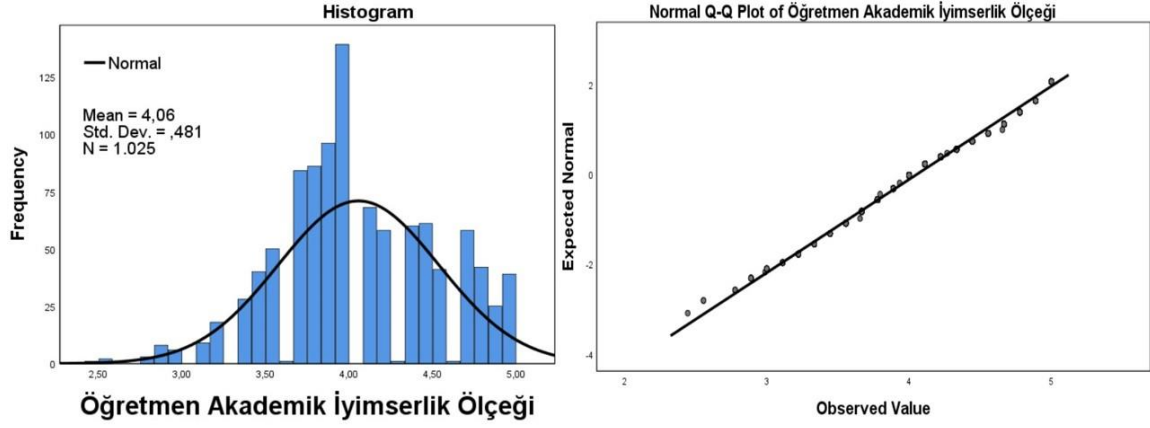 Histogram
Normal
Mean = 4,06
Std. Dev. = ,481
N = 1.025
Frequency
125
100
75
50
25
0
2,50 3,00 3,50 4,00 4,50 5,00
Öğretmen Akademik İyimserlik Ölçeği
Normal Q-Q Plot of Öğretmen Akademik İyimserlik Ölçeği
Expected Normal
2
0
-2
-4
2 3 4 5
Observed Value